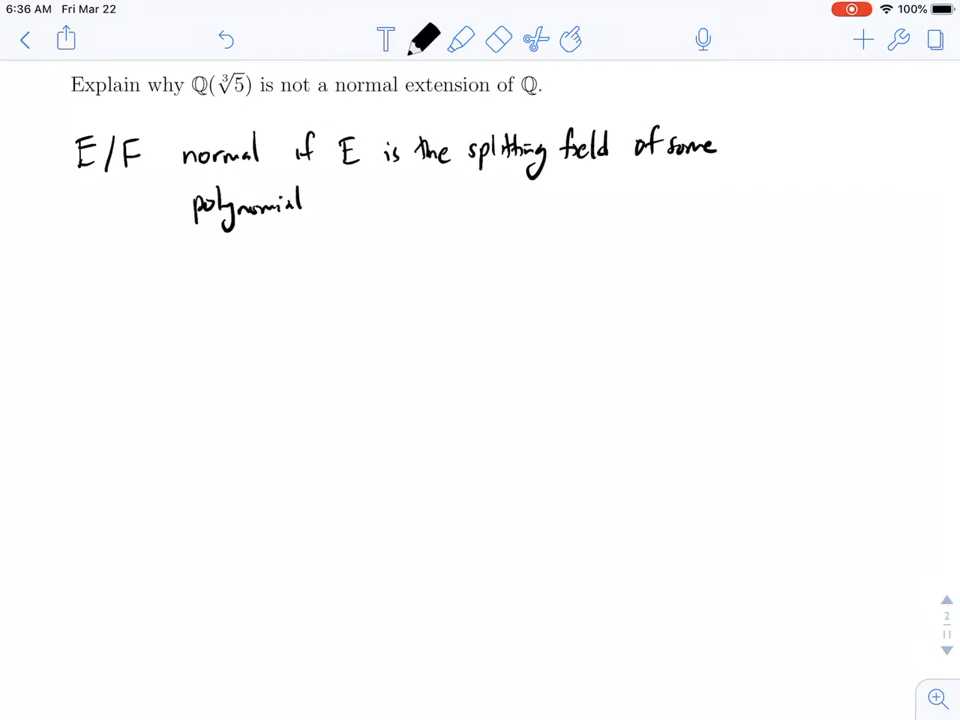 6:36 AM Fri Mar 22
100%
Explain why ℚ(∛5) is not a normal extension of ℚ.
E/F normal if E is the splitting field of some
polynomial
2
11